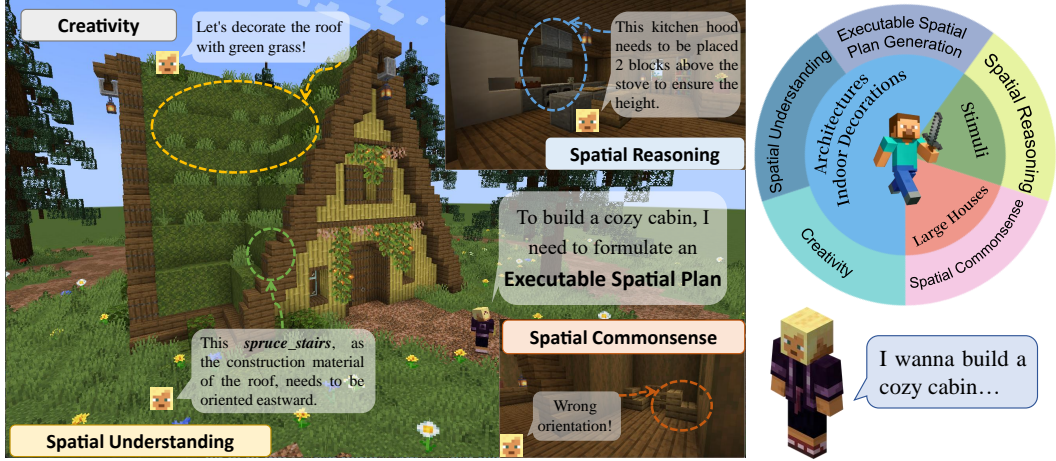 Creativity
Let's decorate the roof
with green grass!
This kitchen hood
needs to be placed
2 blocks above the
stove to ensure the
height.
Spatial Reasoning
To build a cozy cabin, I
need to formulate an
Executable Spatial Plan
This spruce_stairs, as
the construction material
of the roof, needs to be
oriented eastward.
Spatial Understanding
Spatial Commonsense
Wrong
orientation!
Executable Spatial
Plan Generation
Spatial Understanding
Spatial Reasoning
Architectures
Indoor Decorations
Stimuli
Large Houses
Creativity
Spatial Commonsense
I wanna build a
cozy cabin…